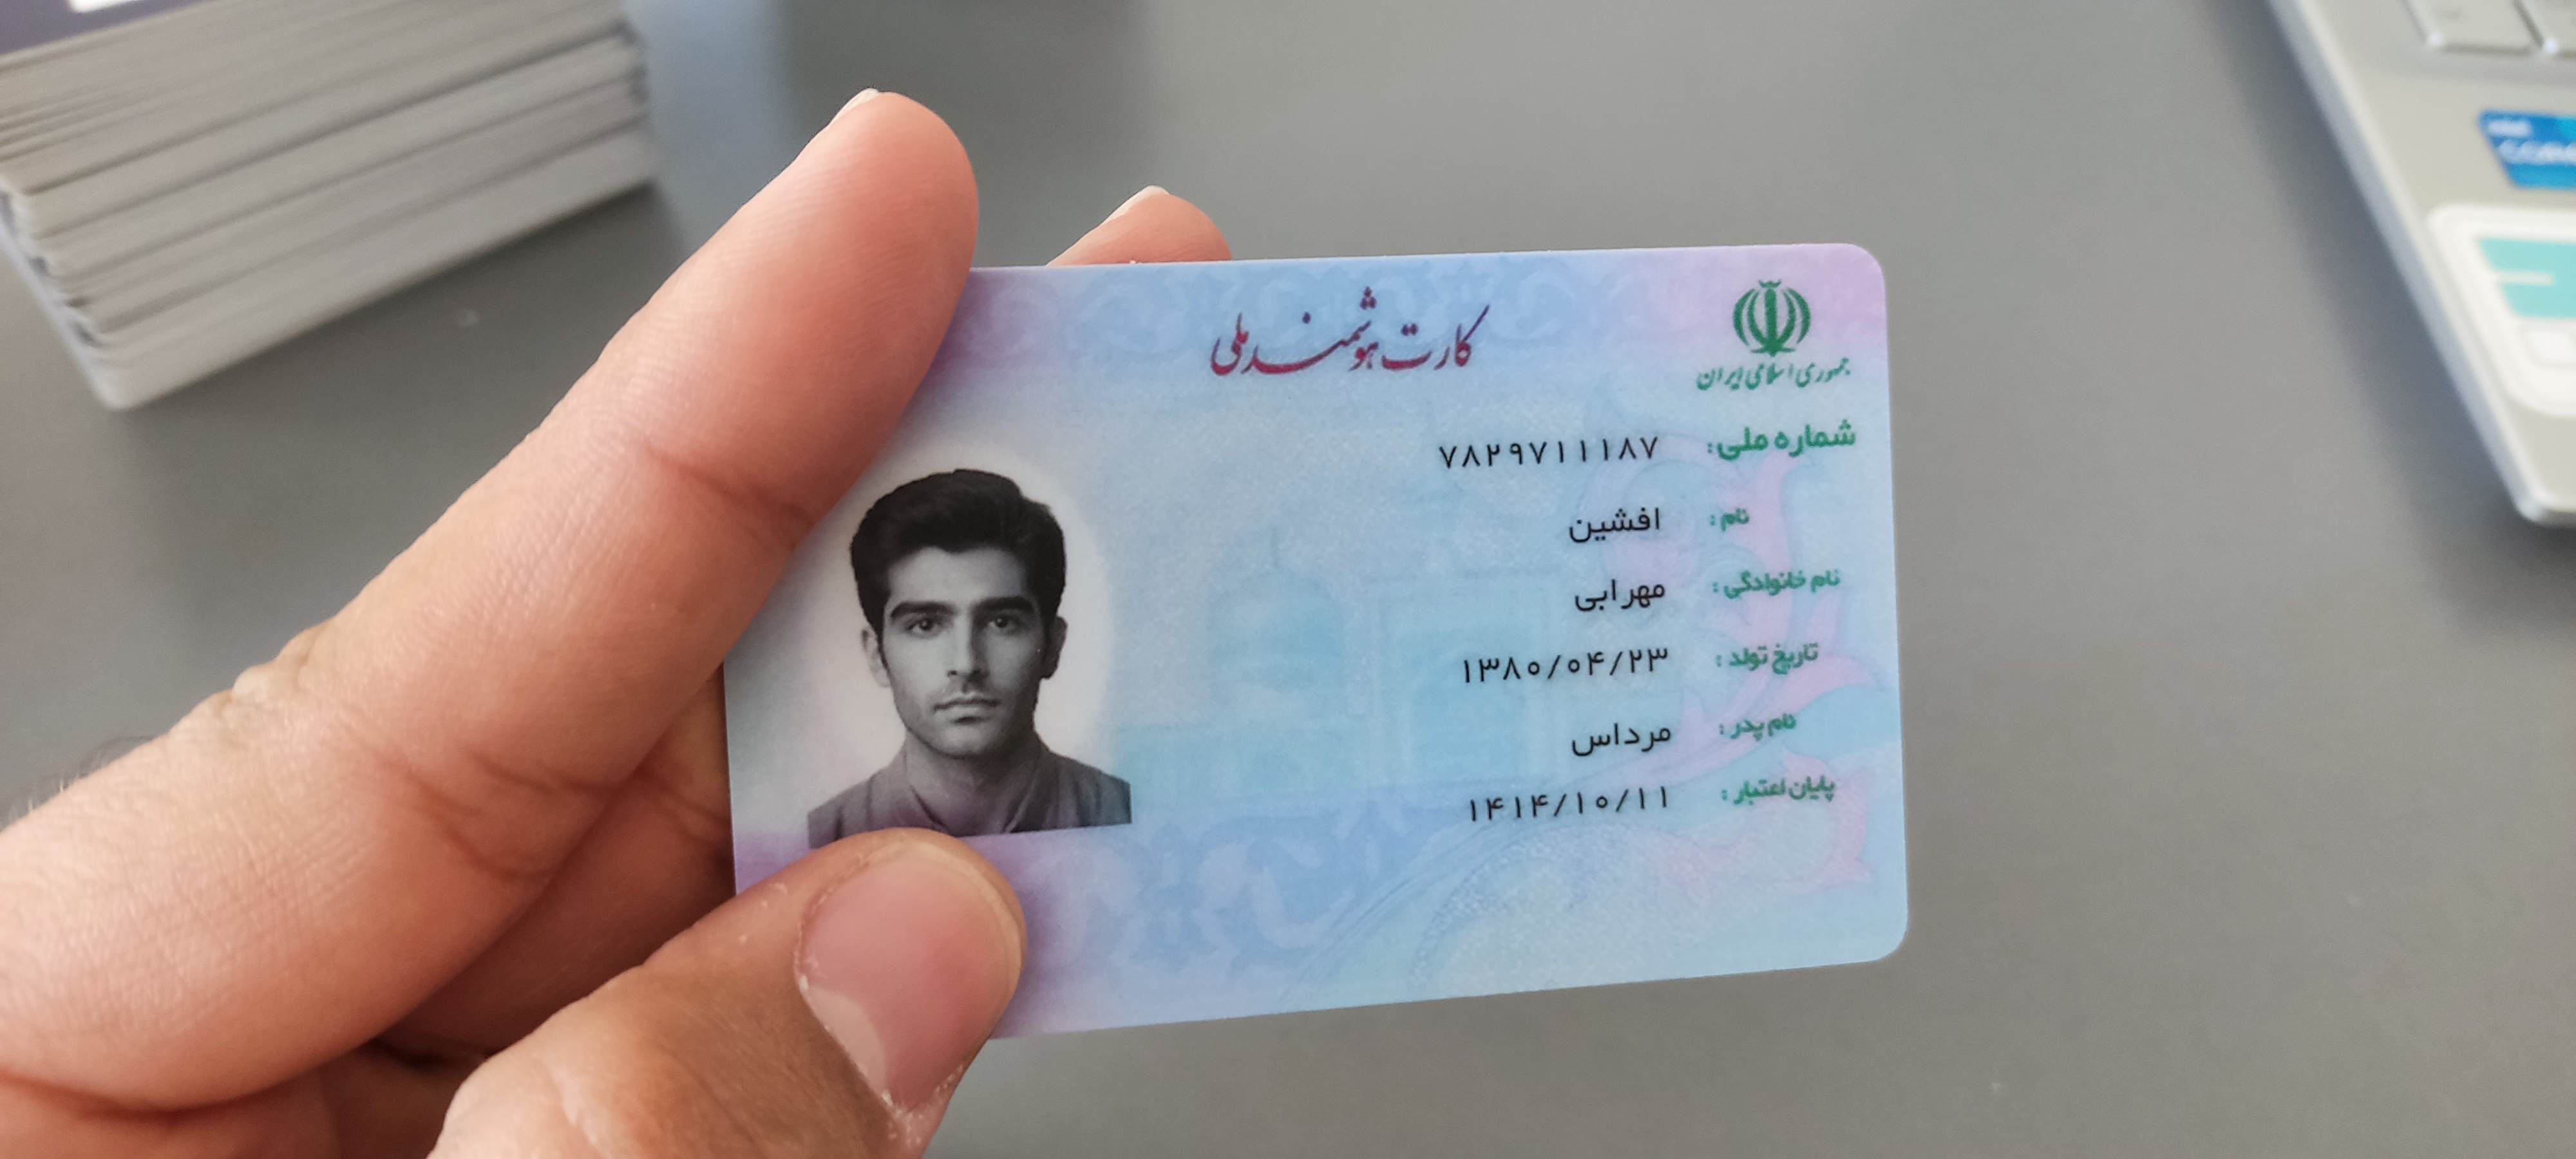 جمهوری اسلامی ایران
کارت هوشمند ملی
شماره ملی: ۷۸۲۹۷۱۱۱۸۷
نام: افشین
نام خانوادگی: مهرابی
تاریخ تولد: ۱۳۸۰/۰۴/۲۳
نام پدر: مرداس
پایان اعتبار: ۱۴۱۴/۱۰/۱۱